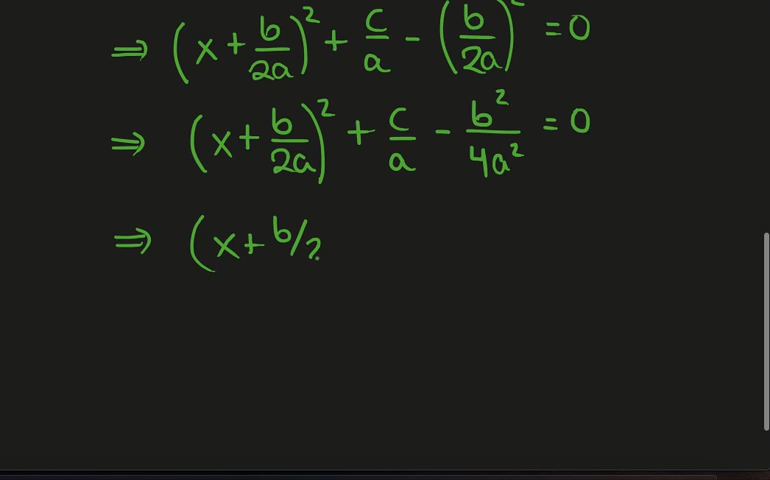 ⇒ (x + b/2a)² + c/a - (b/2a)² = 0
⇒ (x + b/2a)² + c/a - b²/4a² = 0
⇒ (x + b/?